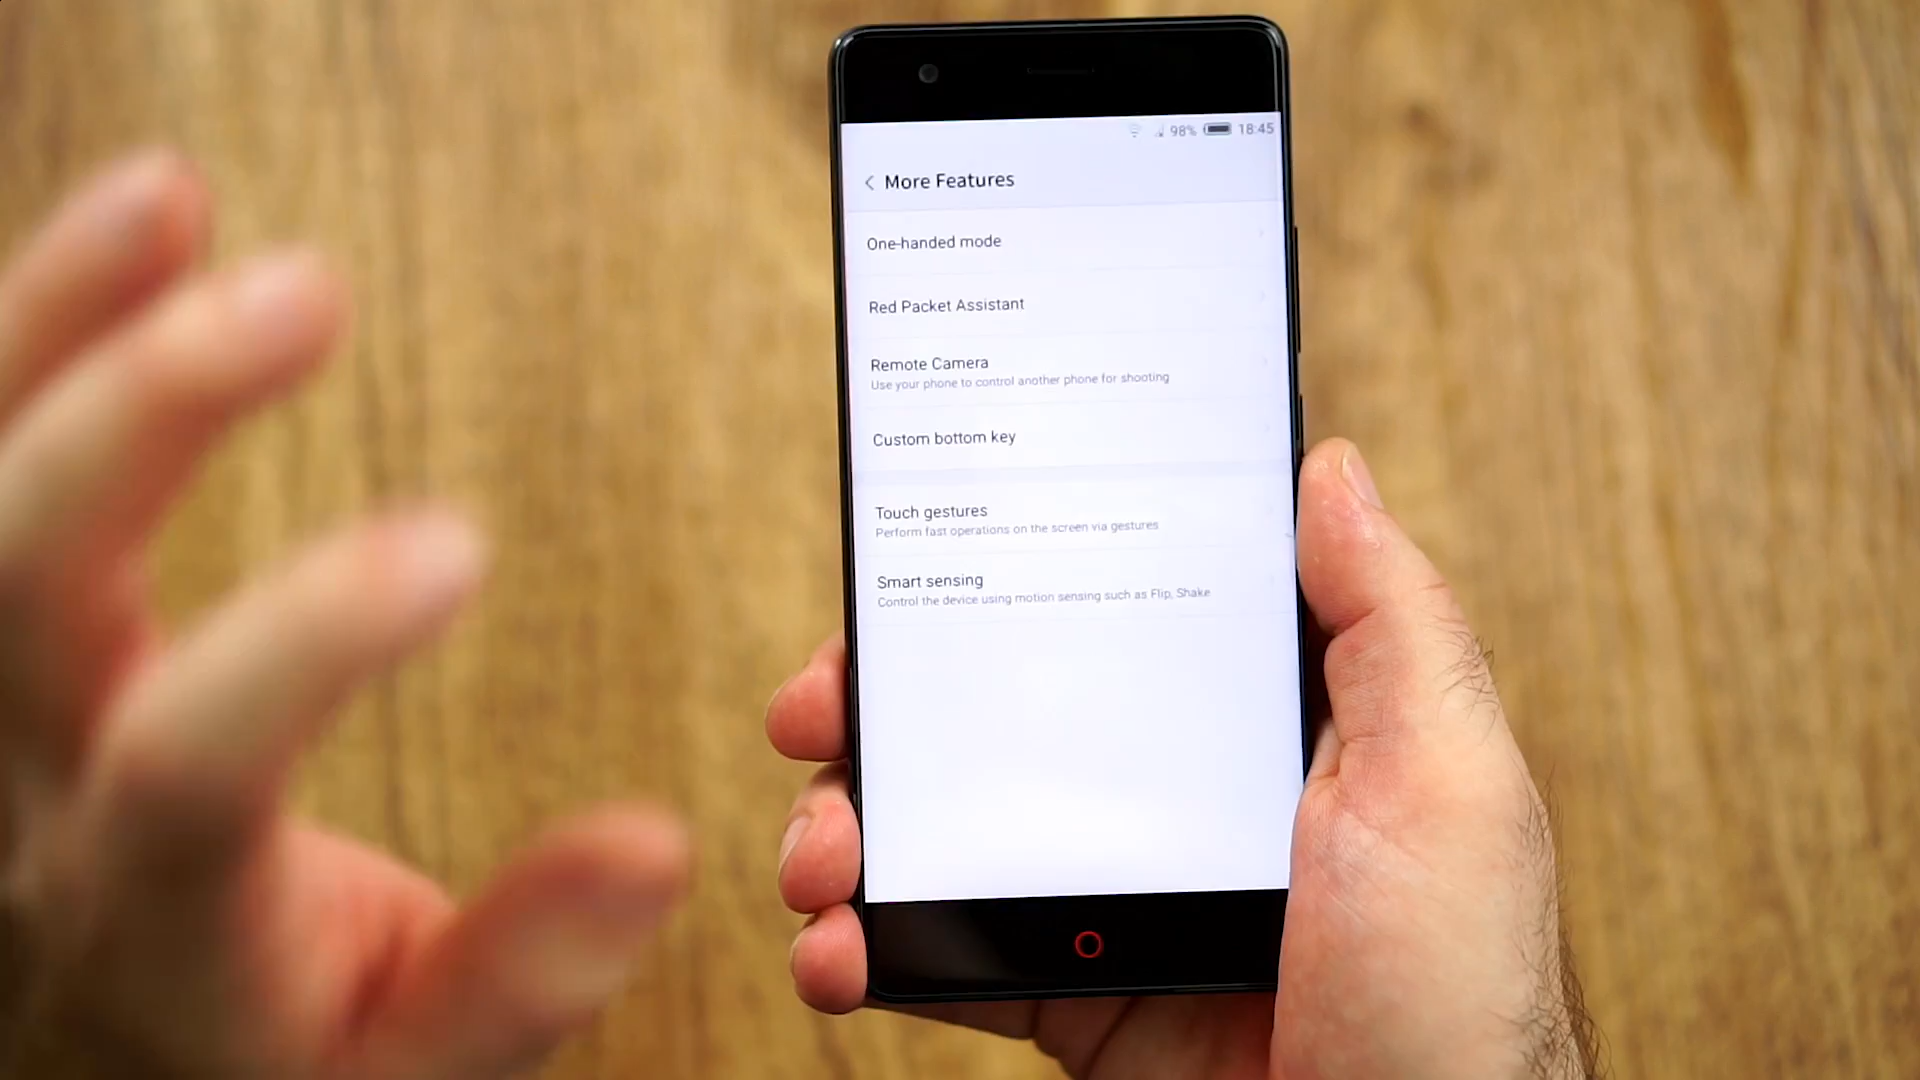 98% 18:45
More Features
One-handed mode
Red Packet Assistant
Remote Camera
Use your phone to control another phone for shooting
Custom bottom key
Touch gestures
Perform fast operations on the screen via gestures
Smart sensing
Control the device using motion sensing such as Flip, Shake